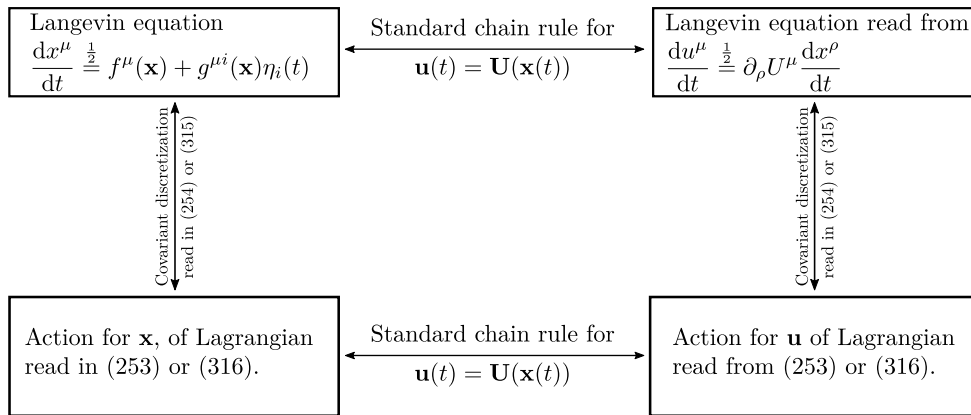 Langevin equation
dx^μ/dt \overset{1/2}{=} f^μ(𝐱) + g^{μi}(𝐱)η_i(t)
Standard chain rule for
𝐮(t) = 𝐔(𝐱(t))
Langevin equation read from
du^μ/dt \overset{1/2}{=} ∂_ρU^μ dx^ρ/dt
Covariant discretization
read in (254) or (315)
Covariant discretization
read in (254) or (315)
Action for 𝐱, of Lagrangian
read in (253) or (316).
Standard chain rule for
𝐮(t) = 𝐔(𝐱(t))
Action for 𝐮 of Lagrangian
read from (253) or (316).